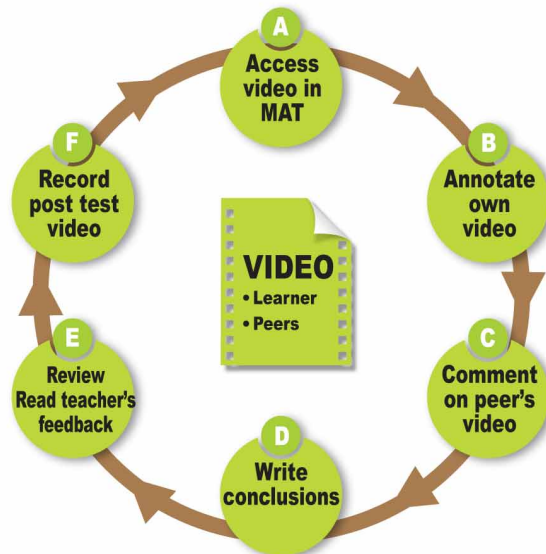 A
Access
video in
MAT
B
Annotate
own
video
C
Comment
on peer's
video
D
Write
conclusions
E
Review
Read teacher's
feedback
F
Record
post test
video
VIDEO
• Learner
• Peers